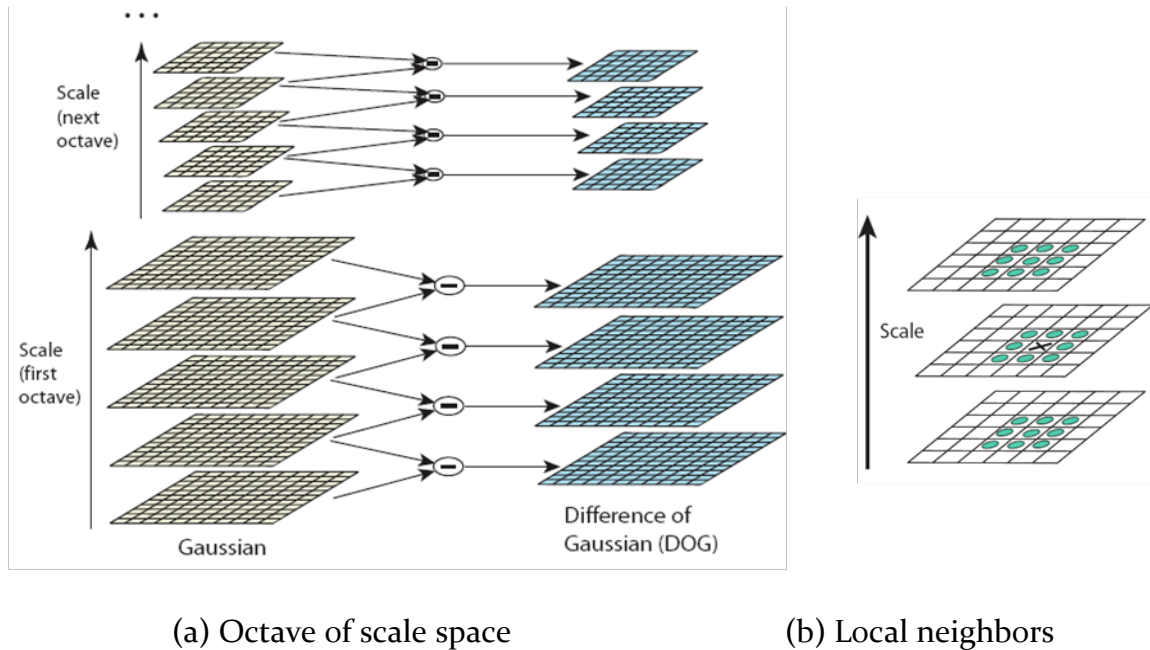 ...
Scale
(next
octave)
Scale
(first
octave)
Gaussian
Difference of
Gaussian (DOG)
Scale
(a) Octave of scale space
(b) Local neighbors